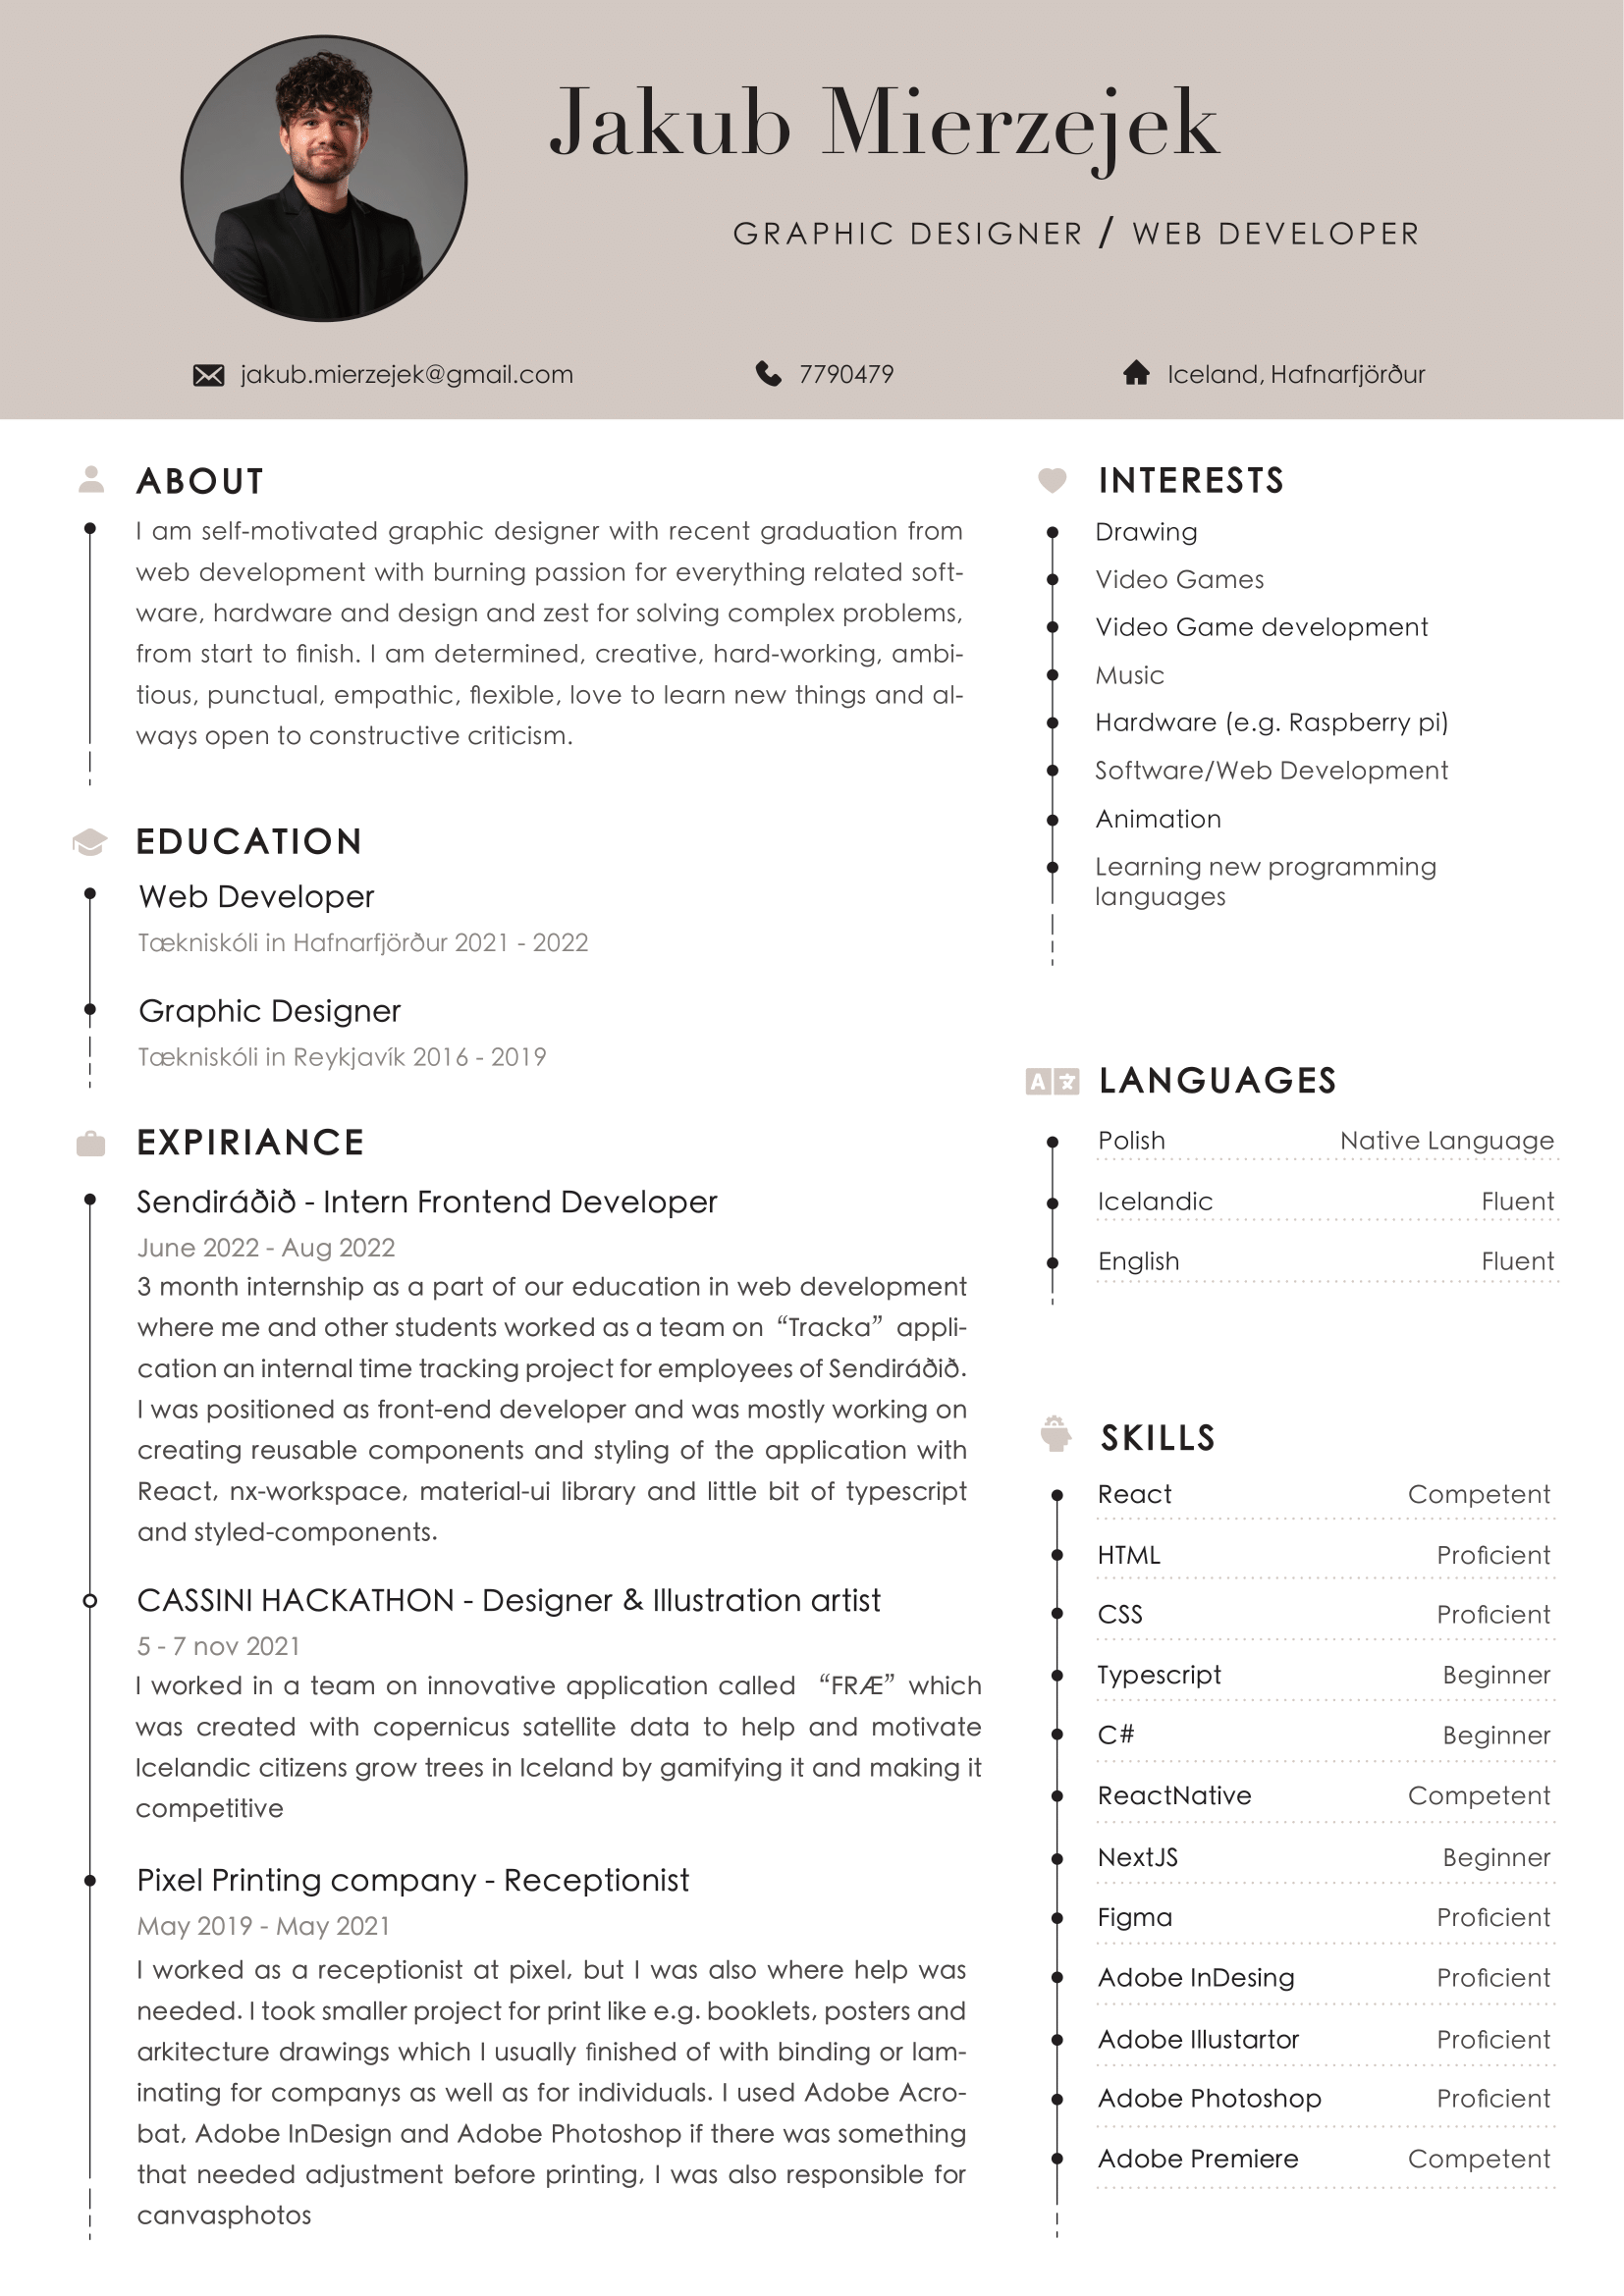 Jakub Mierzejek
GRAPHIC DESIGNER / WEB DEVELOPER
jakub.mierzejek@gmail.com
7790479
Iceland, Hafnarfjörður
ABOUT
I am self-motivated graphic designer with recent graduation from
web development with burning passion for everything related soft-
ware, hardware and design and zest for solving complex problems,
from start to finish. I am determined, creative, hard-working, ambi-
tious, punctual, empathic, flexible, love to learn new things and al-
ways open to constructive criticism.
EDUCATION
Web Developer
Tækniskóli in Hafnarfjörður 2021 - 2022
Graphic Designer
Tækniskóli in Reykjavík 2016 - 2019
EXPIRIANCE
Sendiráðið - Intern Frontend Developer
June 2022 - Aug 2022
3 month internship as a part of our education in web development
where me and other students worked as a team on “Tracka” appli-
cation an internal time tracking project for employees of Sendiráðið.
I was positioned as front-end developer and was mostly working on
creating reusable components and styling of the application with
React, nx-workspace, material-ui library and little bit of typescript
and styled-components.
CASSINI HACKATHON - Designer & Illustration artist
5 - 7 nov 2021
I worked in a team on innovative application called “FRÆ” which
was created with copernicus satellite data to help and motivate
Icelandic citizens grow trees in Iceland by gamifying it and making it
competitive
Pixel Printing company - Receptionist
May 2019 - May 2021
I worked as a receptionist at pixel, but I was also where help was
needed. I took smaller project for print like e.g. booklets, posters and
arkitecture drawings which I usually finished of with binding or lam-
inating for companys as well as for individuals. I used Adobe Acro-
bat, Adobe InDesign and Adobe Photoshop if there was something
that needed adjustment before printing, I was also responsible for
canvasphotos
INTERESTS
Drawing
Video Games
Video Game development
Music
Hardware (e.g. Raspberry pi)
Software/Web Development
Animation
Learning new programming
languages
LANGUAGES
Polish Native Language
Icelandic Fluent
English Fluent
SKILLS
React Competent
HTML Proficient
CSS Proficient
Typescript Beginner
C# Beginner
ReactNative Competent
NextJS Beginner
Figma Proficient
Adobe InDesing Proficient
Adobe Illustartor Proficient
Adobe Photoshop Proficient
Adobe Premiere Competent